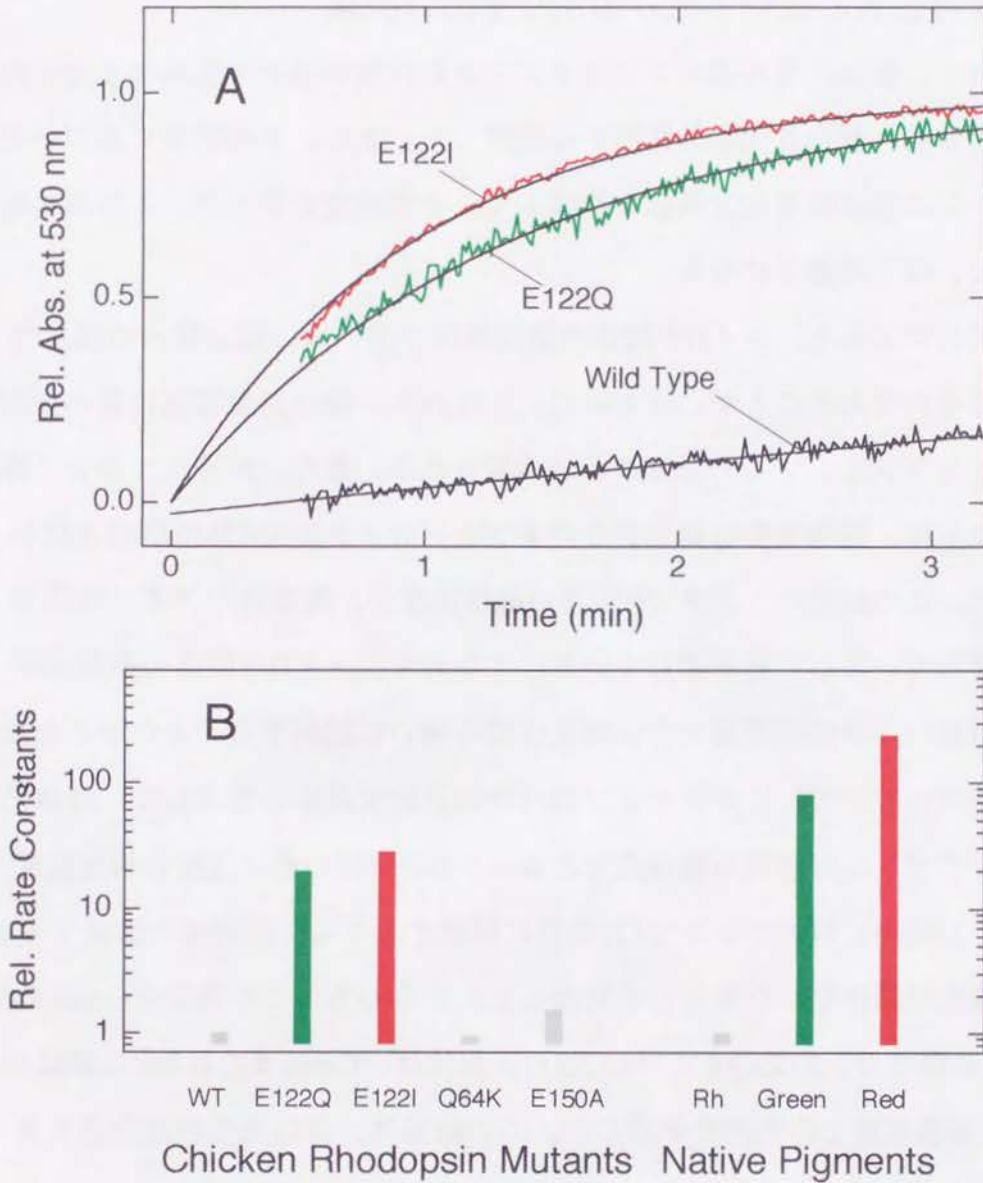 A
1.0
E122I
E122Q
0.5
Wild Type
0.0
Rel. Abs. at 530 nm
0 1 2 3
Time (min)
B
100
10
1
Rel. Rate Constants
WT E122Q E122I Q64K E150A Rh Green Red
Chicken Rhodopsin Mutants Native Pigments